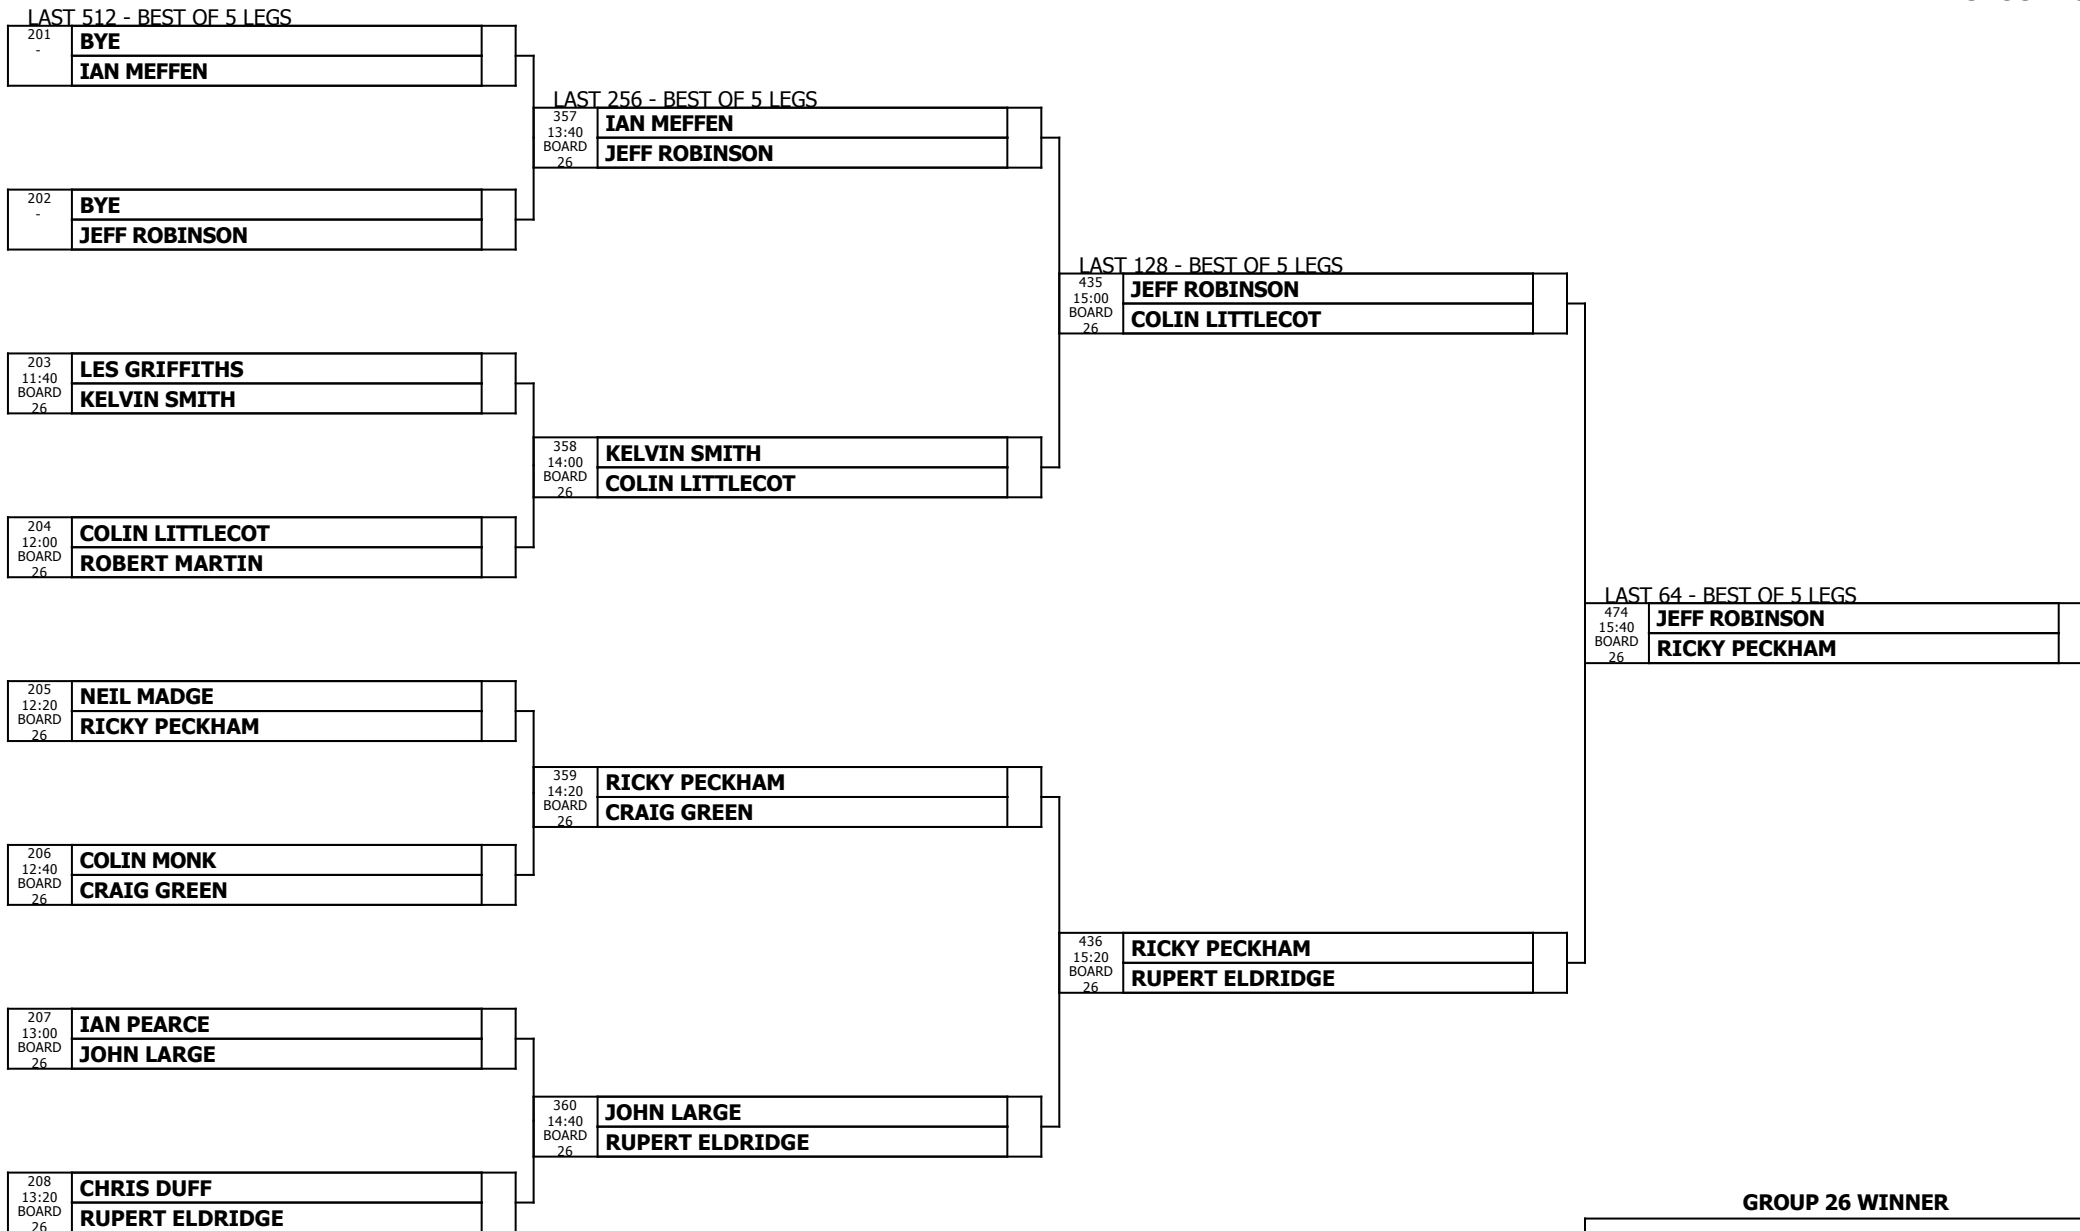 LAST 512 - BEST OF 5 LEGS
201
-
BYE
IAN MEFFEN
202
-
BYE
JEFF ROBINSON
203
11:40
BOARD
26
LES GRIFFITHS
KELVIN SMITH
204
12:00
BOARD
26
COLIN LITTLECOT
ROBERT MARTIN
205
12:20
BOARD
26
NEIL MADGE
RICKY PECKHAM
206
12:40
BOARD
26
COLIN MONK
CRAIG GREEN
207
13:00
BOARD
26
IAN PEARCE
JOHN LARGE
208
13:20
BOARD
26
CHRIS DUFF
RUPERT ELDRIDGE
LAST 256 - BEST OF 5 LEGS
357
13:40
BOARD
26
IAN MEFFEN
JEFF ROBINSON
358
14:00
BOARD
26
KELVIN SMITH
COLIN LITTLECOT
359
14:20
BOARD
26
RICKY PECKHAM
CRAIG GREEN
360
14:40
BOARD
26
JOHN LARGE
RUPERT ELDRIDGE
LAST 128 - BEST OF 5 LEGS
435
15:00
BOARD
26
JEFF ROBINSON
COLIN LITTLECOT
436
15:20
BOARD
26
RICKY PECKHAM
RUPERT ELDRIDGE
LAST 64 - BEST OF 5 LEGS
474
15:40
BOARD
26
JEFF ROBINSON
RICKY PECKHAM
GROUP 26 WINNER